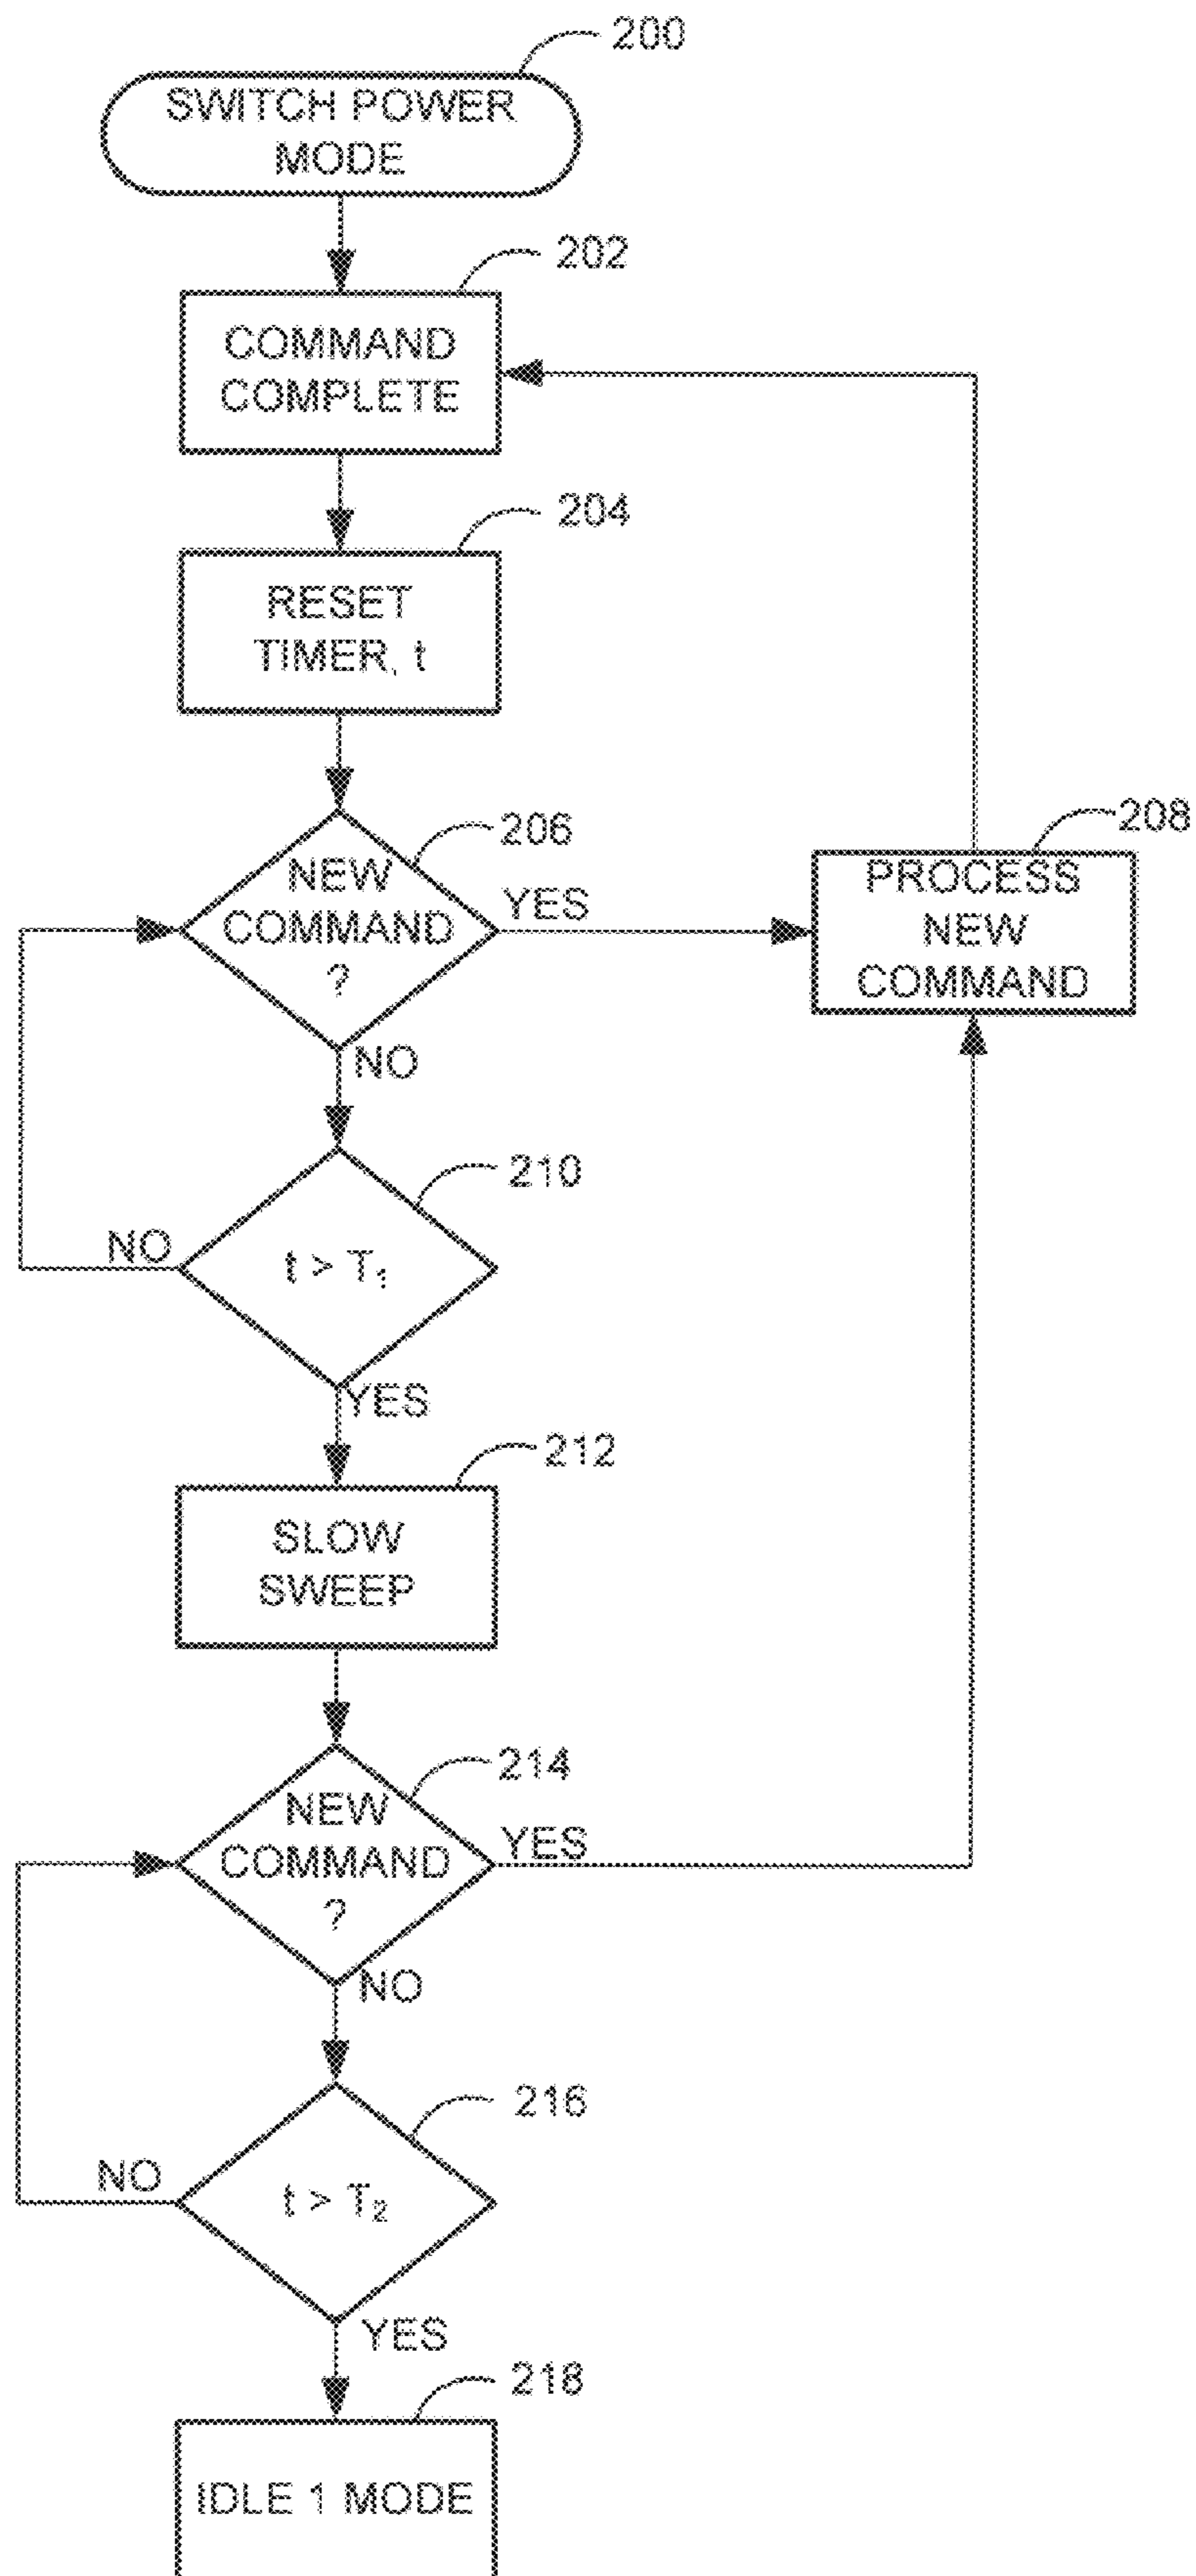 200
SWITCH POWER
MODE
202
COMMAND
COMPLETE
204
RESET
TIMER, t
206
NEW
COMMAND
?
YES
208
PROCESS
NEW
COMMAND
NO
210
t > T₁
NO
YES
212
SLOW
SWEEP
214
NEW
COMMAND
?
YES
NO
216
t > T₂
NO
YES
218
IDLE 1 MODE